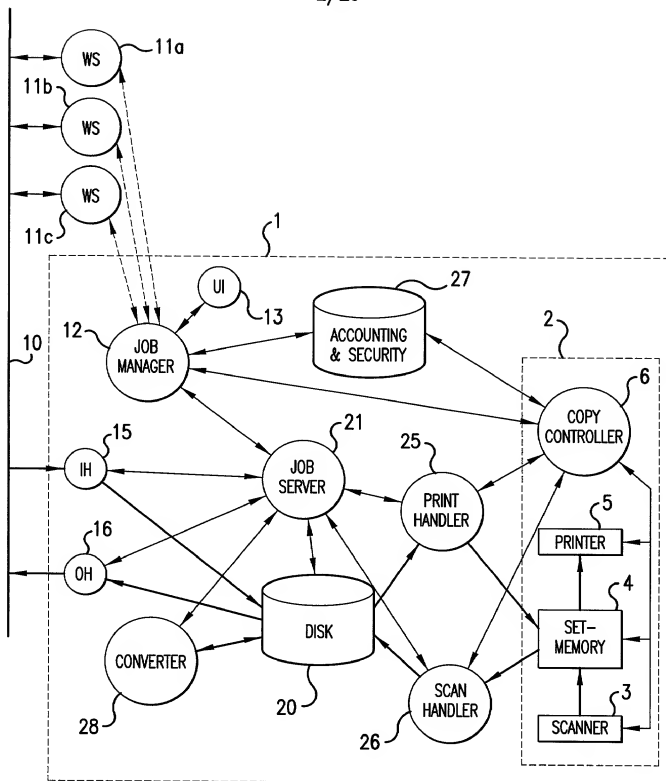 WS
11a
11b
WS
WS
11c
1
UI
13
27
12
JOB
MANAGER
ACCOUNTING
& SECURITY
2
10
6
COPY
CONTROLLER
15
IH
21
JOB
SERVER
25
PRINT
HANDLER
5
PRINTER
16
OH
4
SET-
MEMORY
DISK
CONVERTER
28
20
SCAN
HANDLER
26
3
SCANNER